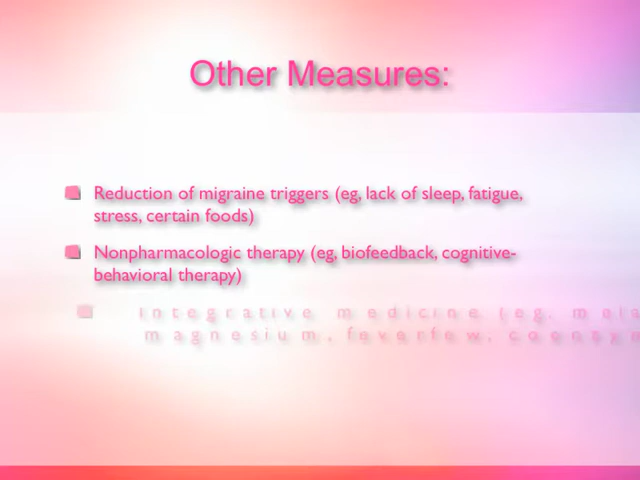 Other Measures:
Reduction of migraine triggers (eg, lack of sleep, fatigue,
stress, certain foods)
Nonpharmacologic therapy (eg, biofeedback, cognitive-
behavioral therapy)
Integrative medicine (eg.
magnesium, feverfew,